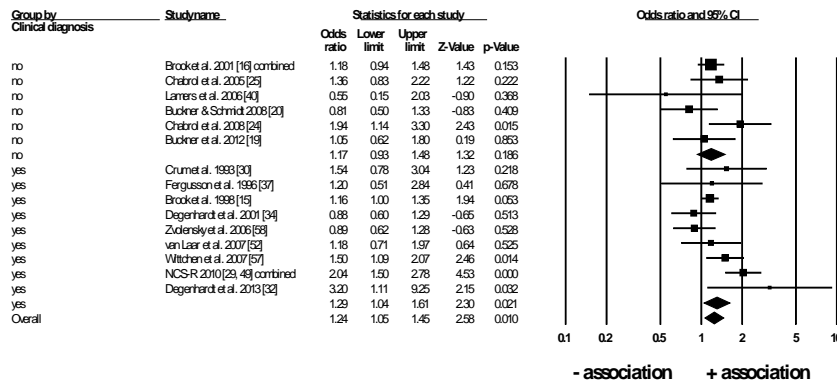 Group by Study name Statistics for each study Odds ratio and 95% CI
Clinical diagnosis
Odds Lower Upper
ratio limit limit Z-Value p-Value
no Brook et al. 2001 [16] combined 1.18 0.94 1.48 1.43 0.153
no Chabrol et al. 2005 [25] 1.36 0.83 2.22 1.22 0.222
no Lamers et al. 2006 [40] 0.55 0.15 2.03 -0.90 0.368
no Buckner & Schmidt 2008 [20] 0.81 0.50 1.33 -0.83 0.409
no Chabrol et al. 2008 [24] 1.94 1.14 3.30 2.43 0.015
no Buckner et al. 2012 [19] 1.05 0.62 1.80 0.19 0.853
no 1.17 0.93 1.48 1.32 0.186
yes Crum et al. 1993 [30] 1.54 0.78 3.04 1.23 0.218
yes Fergusson et al. 1996 [37] 1.20 0.51 2.84 0.41 0.678
yes Brook et al. 1998 [15] 1.16 1.00 1.35 1.94 0.053
yes Degenhardt et al. 2001 [34] 0.88 0.60 1.29 -0.65 0.513
yes Zvolensky et al. 2006 [58] 0.89 0.62 1.28 -0.63 0.528
yes van Laar et al. 2007 [52] 1.18 0.71 1.97 0.64 0.525
yes Wittchen et al. 2007 [57] 1.50 1.09 2.07 2.46 0.014
yes NCS-R 2010 [29, 49] combined 2.04 1.50 2.78 4.53 0.000
yes Degenhardt et al. 2013 [32] 3.20 1.11 9.25 2.15 0.032
yes 1.29 1.04 1.61 2.30 0.021
Overall 1.24 1.05 1.45 2.58 0.010
0.1 0.2 0.5 1 2 5 10
- association + association